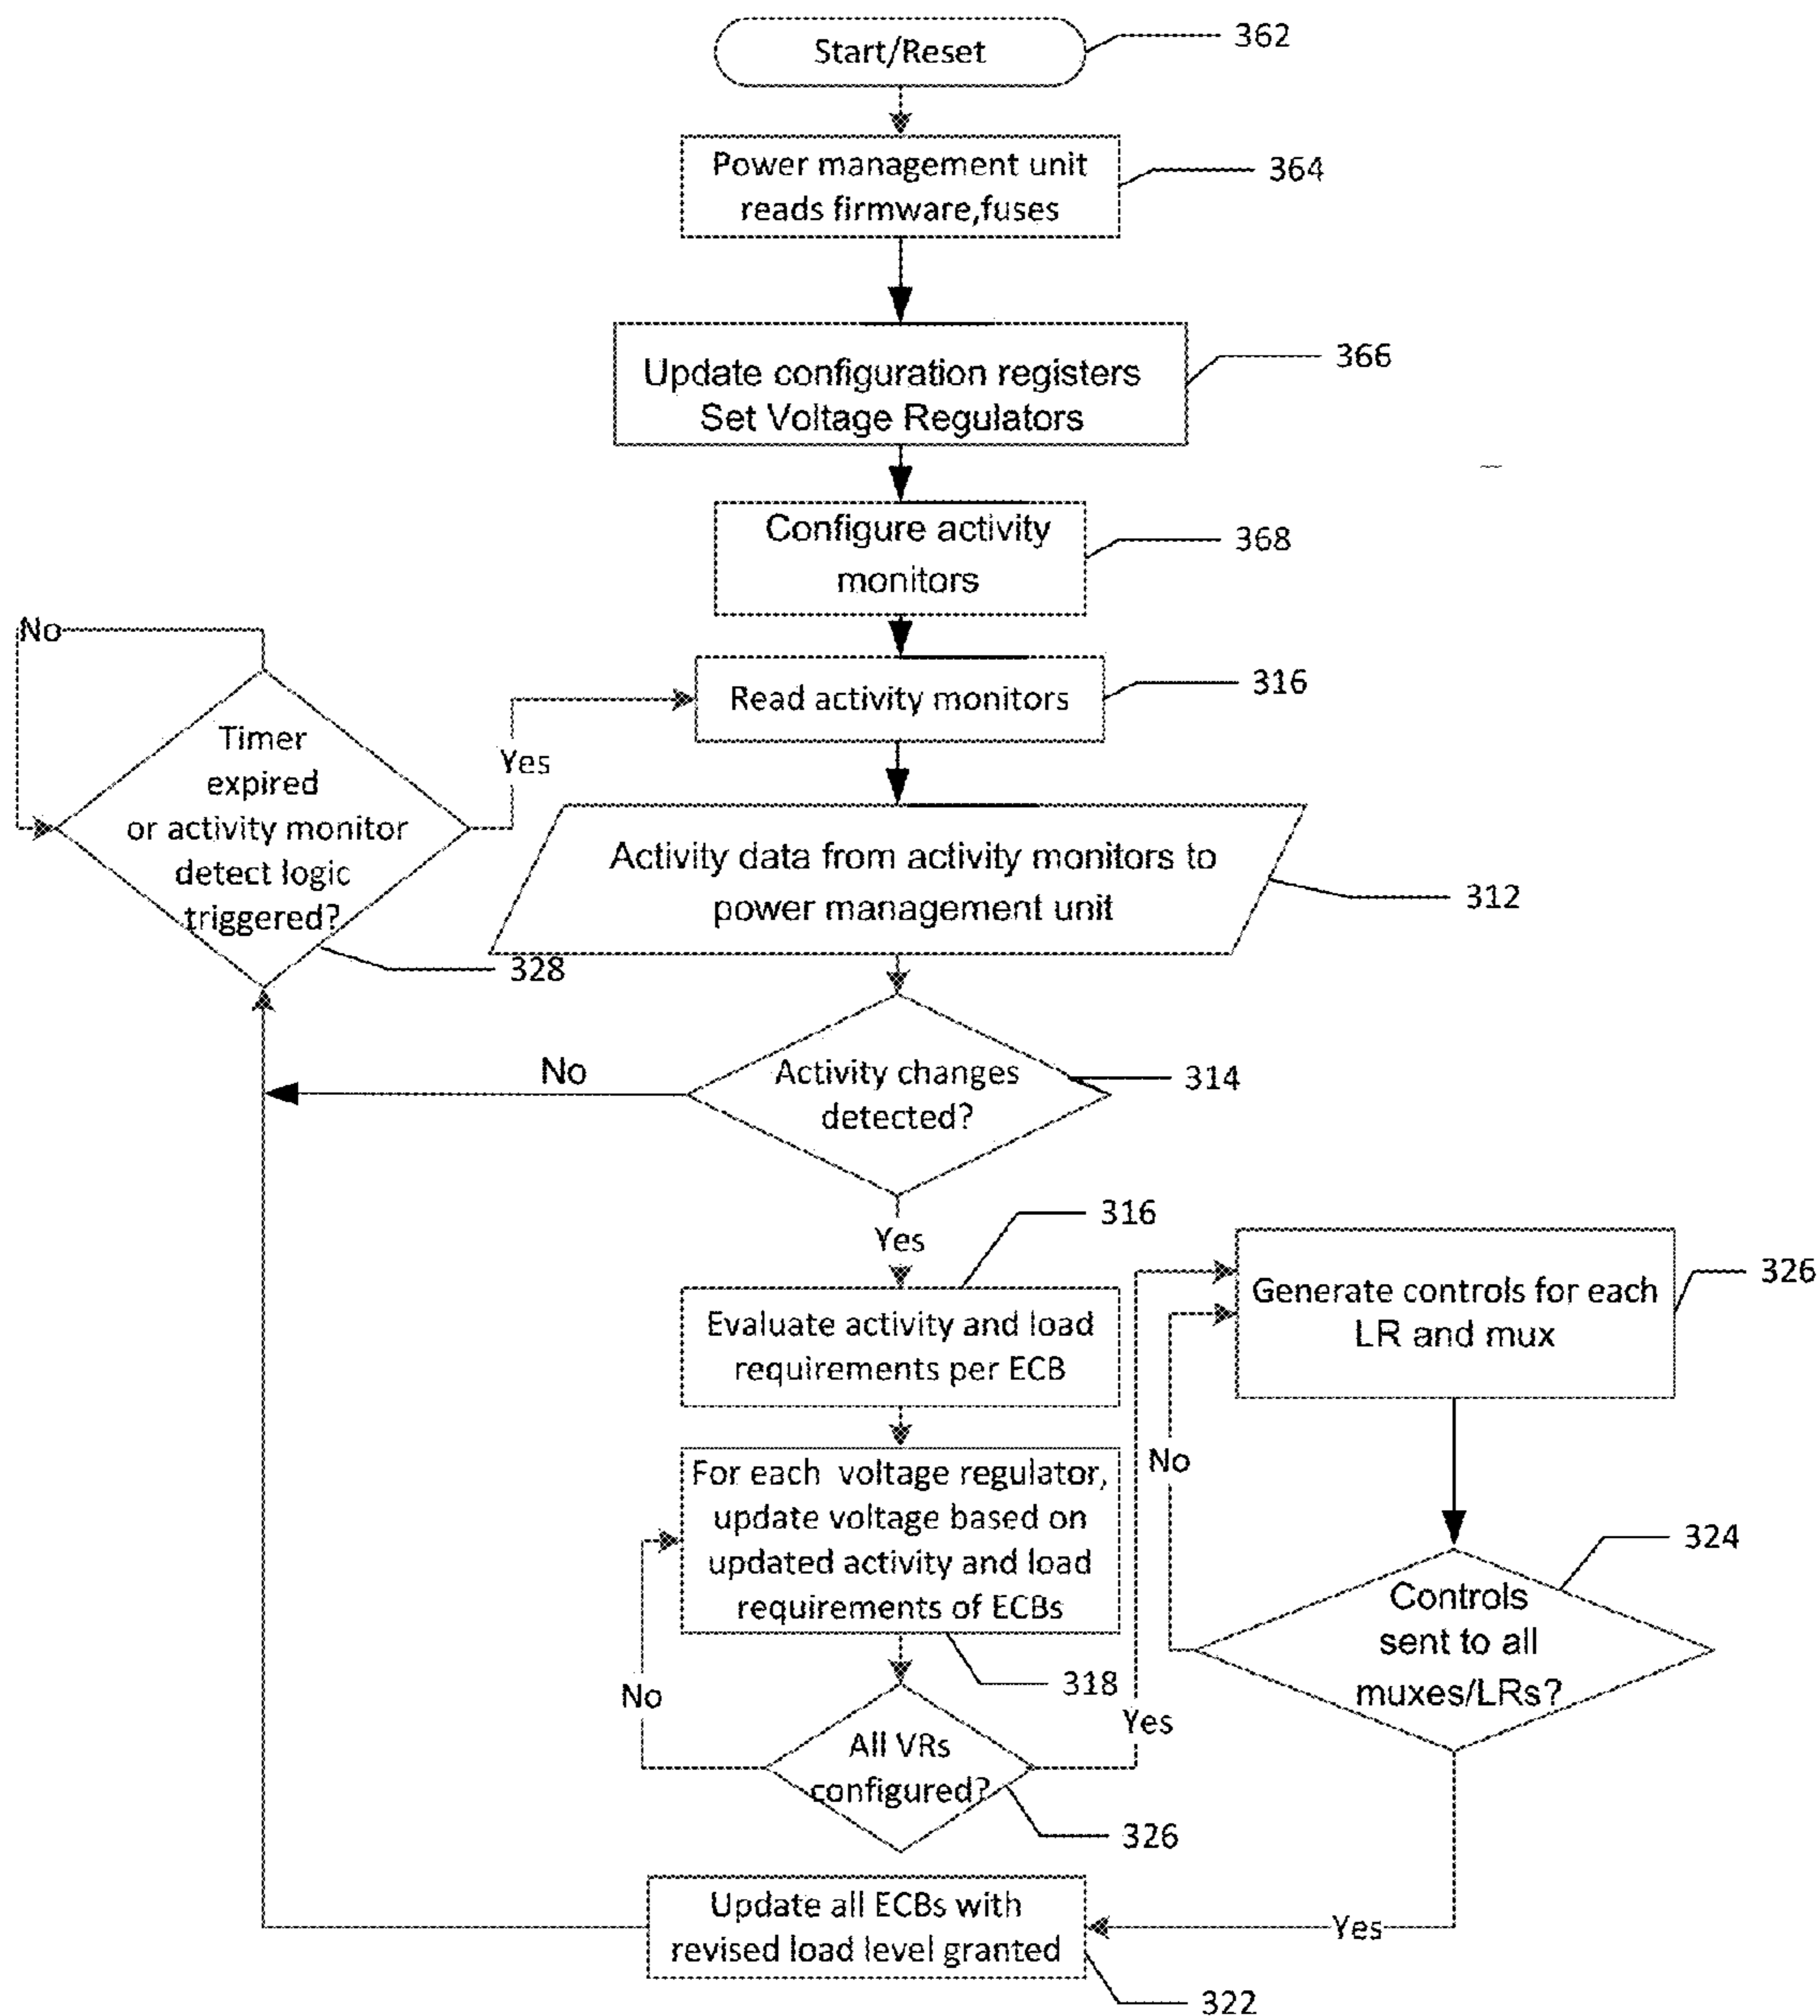 Start/Reset
362
Power management unit
reads firmware,fuses
364
Update configuration registers
Set Voltage Regulators
366
Configure activity
monitors
368
No
Read activity monitors
316
Timer
expired
or activity monitor
detect logic
triggered?
Yes
328
Activity data from activity monitors to
power management unit
312
No
Activity changes
detected?
314
Yes
316
Evaluate activity and load
requirements per ECB
Generate controls for each
LR and mux
326
For each voltage regulator,
update voltage based on
updated activity and load
requirements of ECBs
318
No
No
324
Controls
sent to all
muxes/LRs?
No
All VRs
configured?
326
Yes
Yes
Update all ECBs with
revised load level granted
322